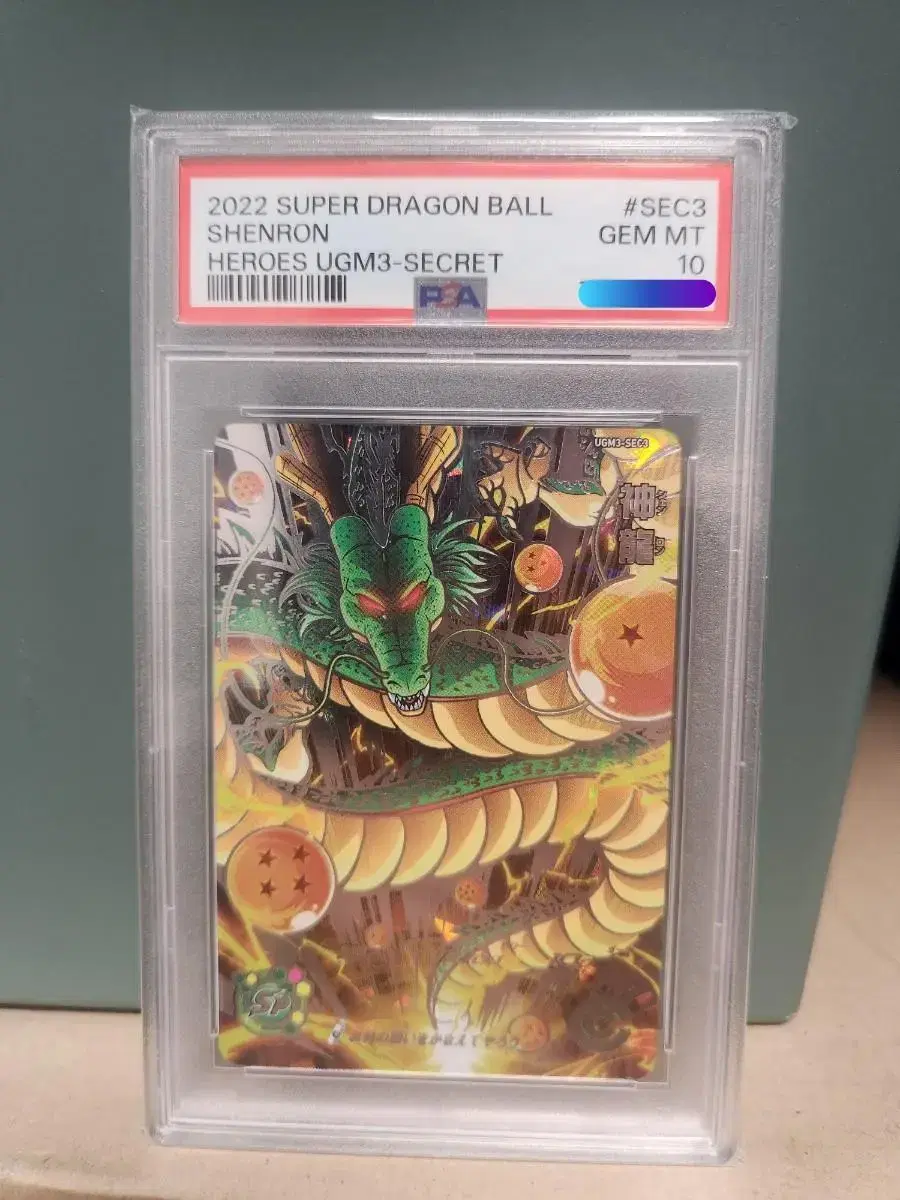 2022 SUPER DRAGON BALL #SEC3
SHENRON GEM MT
HEROES UGM3-SECRET 10
PSA
UGM3-SEC3
神龍
SP